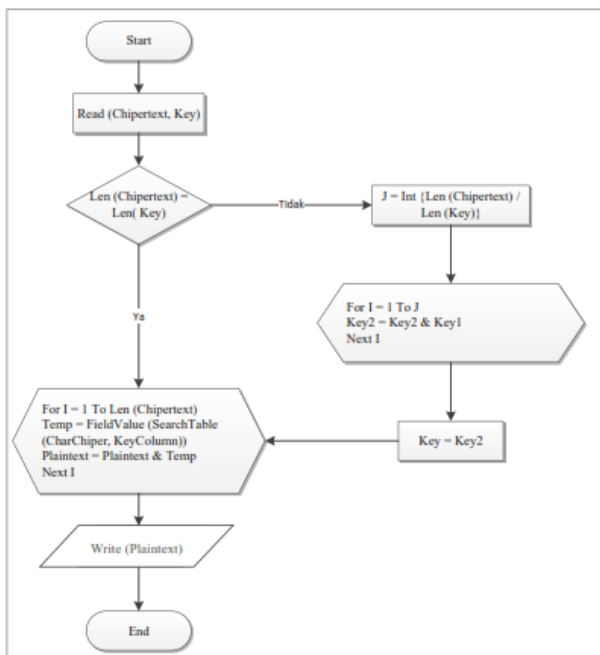 Start
Read (Chipertext, Key)
Len (Chipertext) =
Len( Key)
Tidak
J = Int {Len (Chipertext) /
Len (Key)}
Ya
For I = 1 To J
Key2 = Key2 & Key1
Next I
For I = 1 To Len (Chipertext)
Temp = FieldValue (SearchTable
(CharChiper, KeyColumn))
Plaintext = Plaintext & Temp
Next I
Key = Key2
Write (Plaintext)
End